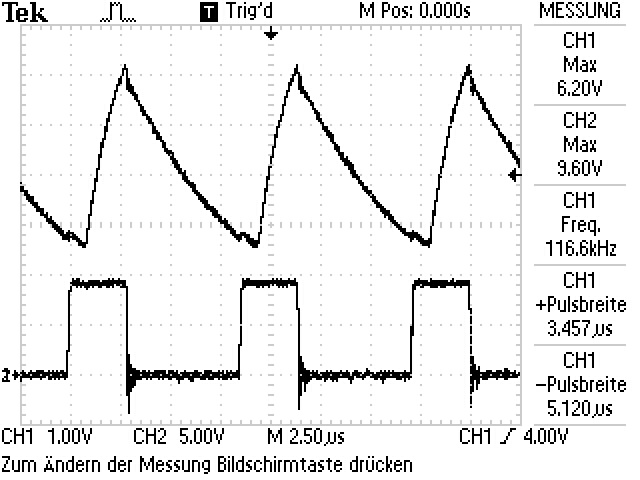 Tek T Trig'd M Pos: 0.000s MESSUNG
CH1
Max
6.20V
CH2
Max
9.60V
CH1
Freq.
116.6kHz
CH1
+Pulsbreite
3.457µs
CH1
−Pulsbreite
5.120µs
2
CH1 1.00V CH2 5.00V M 2.50µs CH1 4.00V
Zum Ändern der Messung Bildschirmtaste drücken